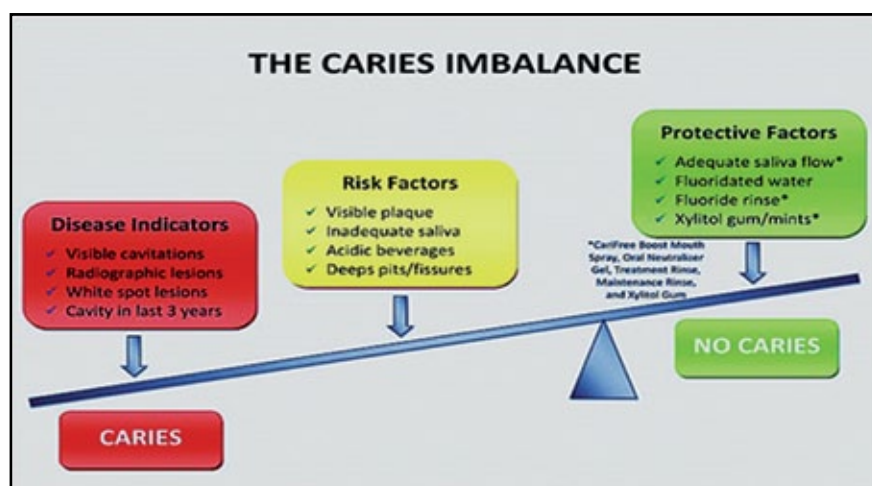 THE CARIES IMBALANCE
Disease Indicators
✓ Visible cavitations
✓ Radiographic lesions
✓ White spot lesions
✓ Cavity in last 3 years
Risk Factors
✓ Visible plaque
✓ Inadequate saliva
✓ Acidic beverages
✓ Deeps pits/fissures
Protective Factors
✓ Adequate saliva flow*
✓ Fluoridated water
✓ Fluoride rinse*
✓ Xylitol gum/mints*
*CariFree Boost Mouth
Spray, Oral Neutralizer
Gel, Treatment Rinse,
Maintenance Rinse,
and Xylitol Gum
CARIES
NO CARIES